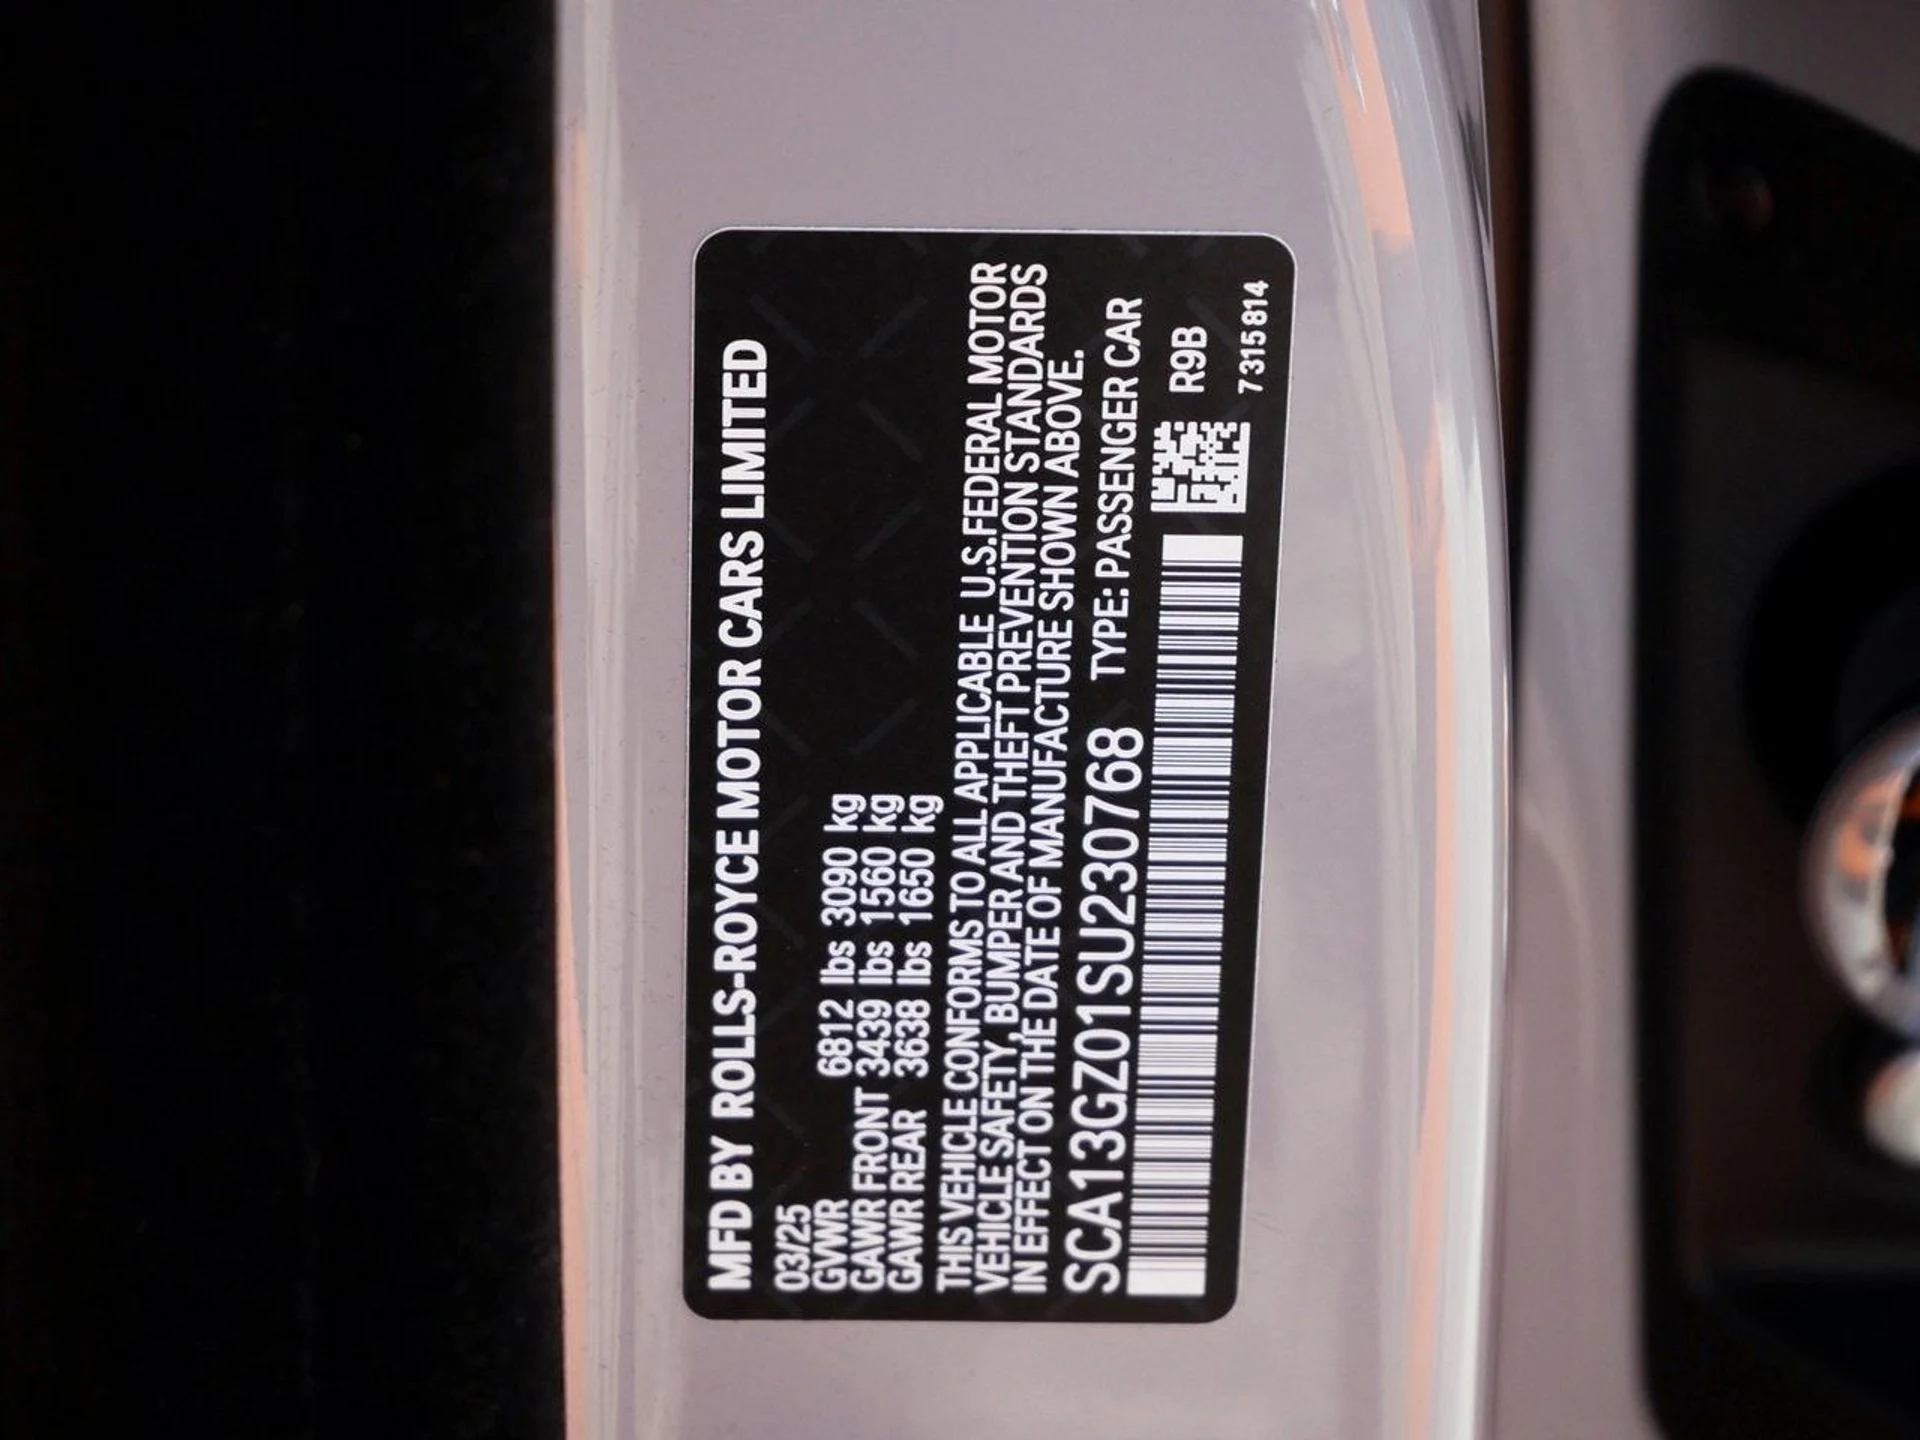 MFD BY ROLLS-ROYCE MOTOR CARS LIMITED
03/25
GVWR 6812 lbs 3090 kg
GAWR FRONT 3439 lbs 1560 kg
GAWR REAR 3638 lbs 1650 kg
THIS VEHICLE CONFORMS TO ALL APPLICABLE U.S.FEDERAL MOTOR
VEHICLE SAFETY, BUMPER AND THEFT PREVENTION STANDARDS
IN EFFECT ON THE DATE OF MANUFACTURE SHOWN ABOVE.
SCA13GZ01SU230768 TYPE: PASSENGER CAR
R9B
7315814